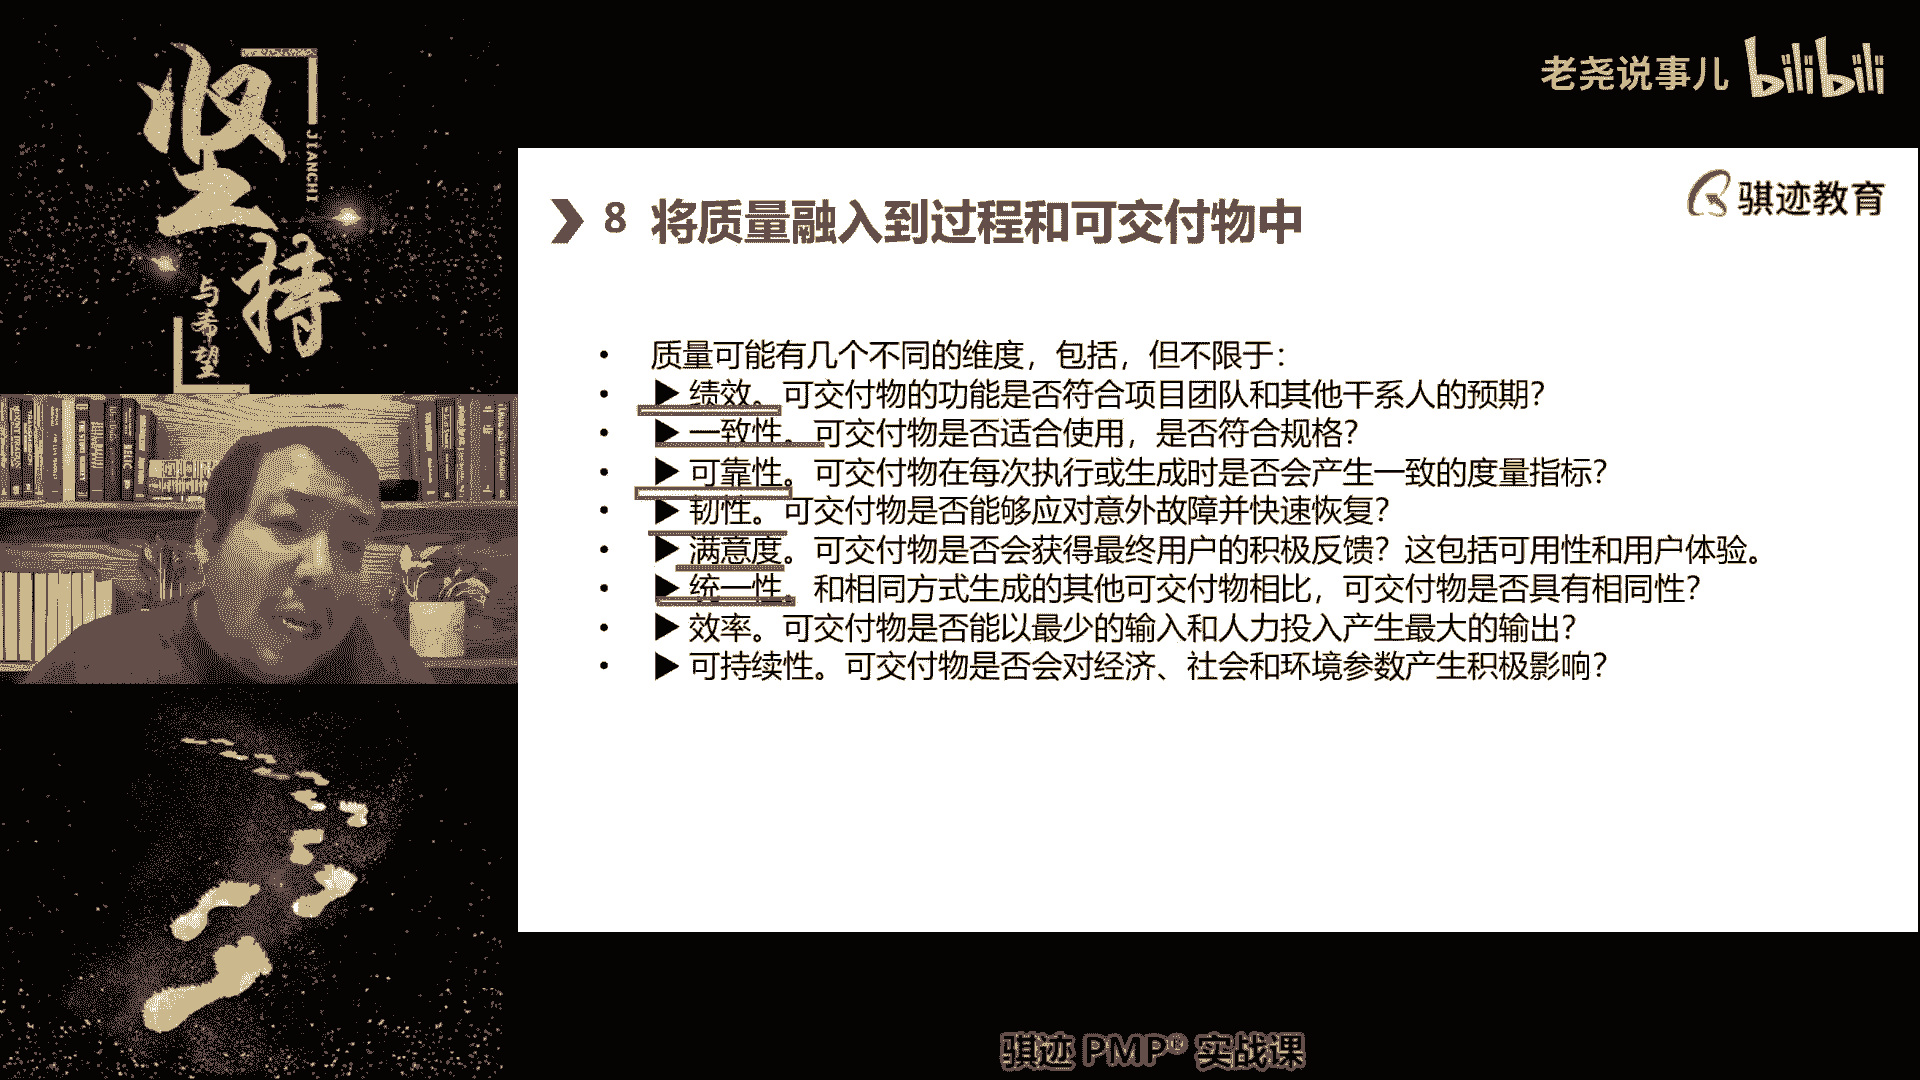 坚持
JIANCHI
与希望
老尧说事儿 bilibili
骐迹教育
8 将质量融入到过程和可交付物中
• 质量可能有几个不同的维度，包括，但不限于：
• ▶ 绩效。可交付物的功能是否符合项目团队和其他干系人的预期？
• ▶ 一致性。可交付物是否适合使用，是否符合规格？
• ▶ 可靠性。可交付物在每次执行或生成时是否会产生一致的度量指标？
• ▶ 韧性。可交付物是否能够应对意外故障并快速恢复？
• ▶ 满意度。可交付物是否会获得最终用户的积极反馈？这包括可用性和用户体验。
• ▶ 统一性。和相同方式生成的其他可交付物相比，可交付物是否具有相同性？
• ▶ 效率。可交付物是否能以最少的输入和人力投入产生最大的输出？
• ▶ 可持续性。可交付物是否会对经济、社会和环境参数产生积极影响？
骐迹 PMP® 实战课